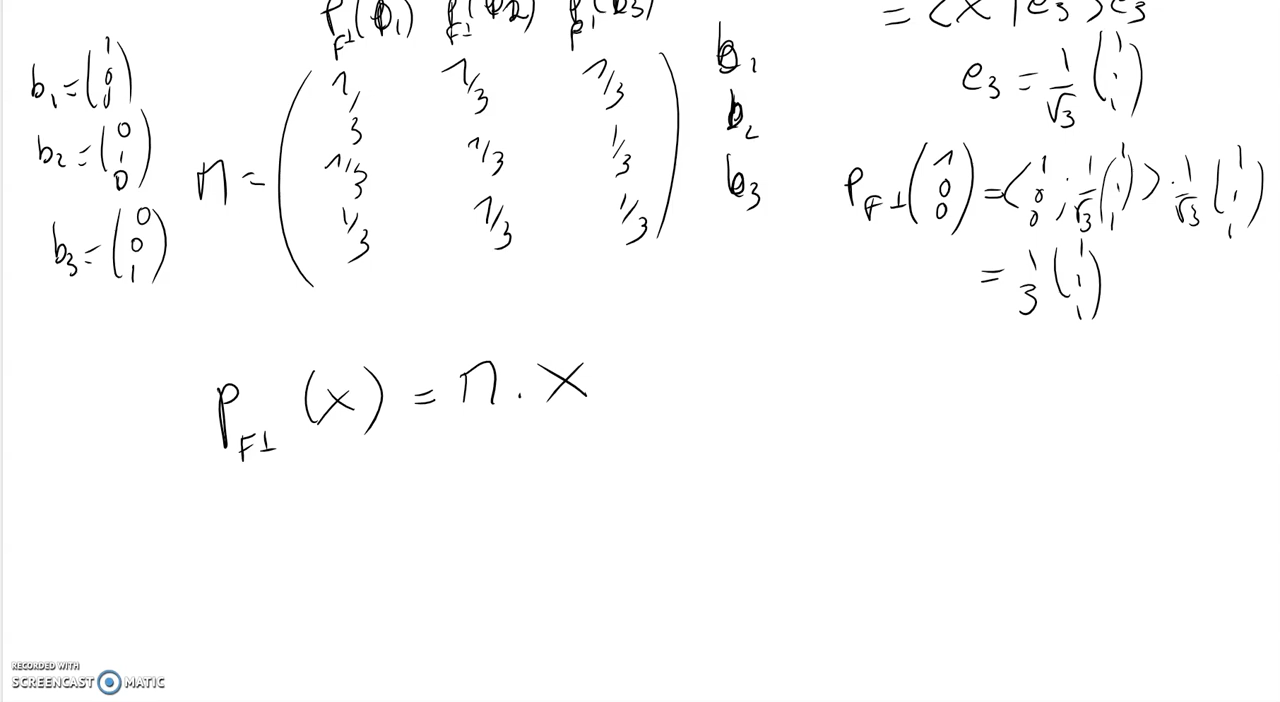 P_F⊥(b1) P_F⊥(b2) P_F⊥(b3)
= <x | e3> e3
b1 = (1 0 0)
b2 = (0 1 0)
b3 = (0 0 1)
M = ( 1/3 1/3 1/3
1/3 1/3 1/3
1/3 1/3 1/3 )
b1
b2
b3
e3 = 1/√3 (1 1 1)
P_F⊥ (1 0 0) = <(1 0 0) ; 1/√3 (1 1 1)> . 1/√3 (1 1 1)
= 1/3 (1 1 1)
P_F⊥ (x) = M . X
RECORDED WITH
SCREENCAST MATIC